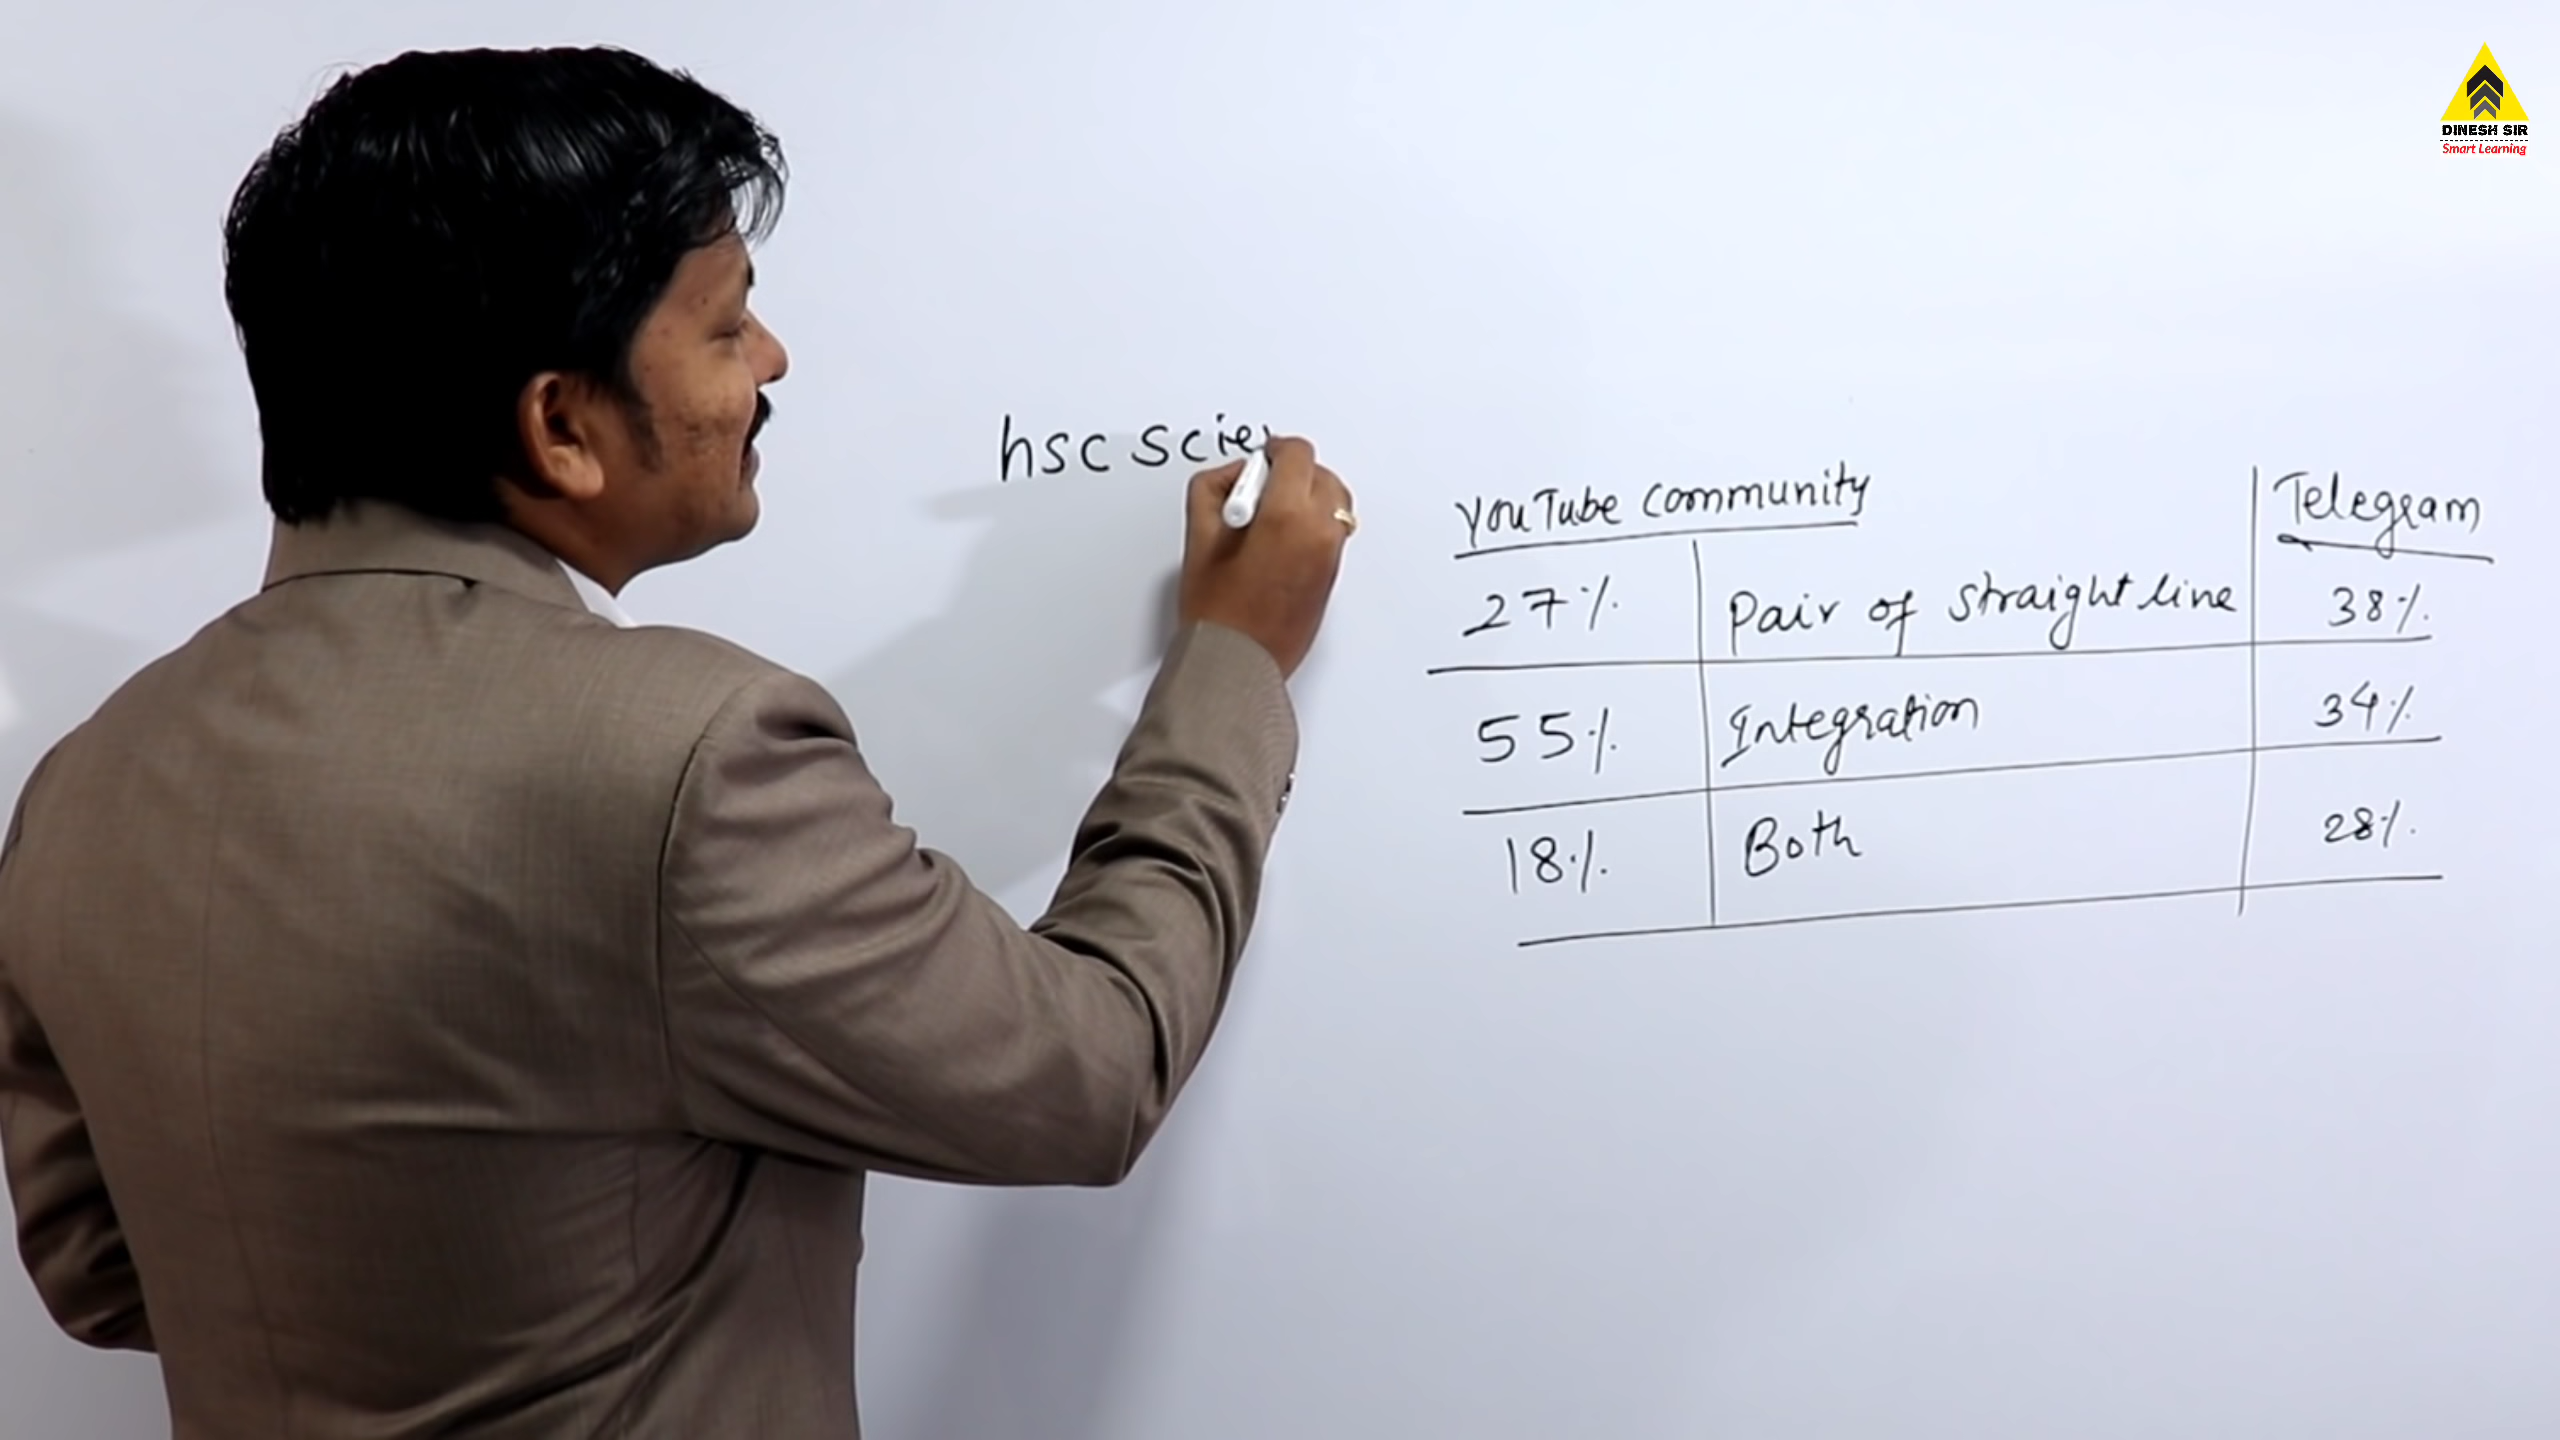 DINESH SIR
Smart Learning
hsc scie
YouTube community
Telegram
27% Pair of straight line 38%
55% Integration 34%
18% Both 28%